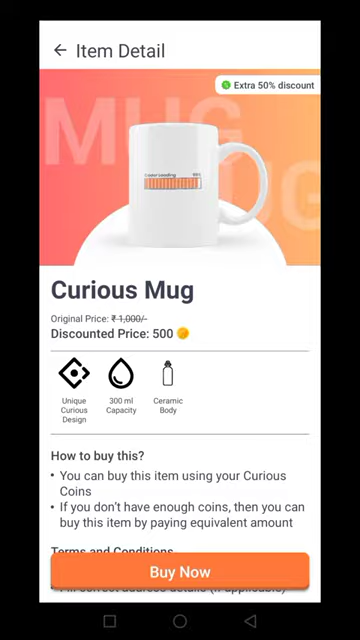 Item Detail
Extra 50% discount
MUG
MUG
Curious Mug
Original Price: ₹ 1,000/-
Discounted Price: 500
Unique
Curious
Design
300 ml
Capacity
Ceramic
Body
How to buy this?
• You can buy this item using your Curious
Coins
• If you don't have enough coins, then you can
buy this item by paying equivalent amount
Terms and Conditions
Buy Now